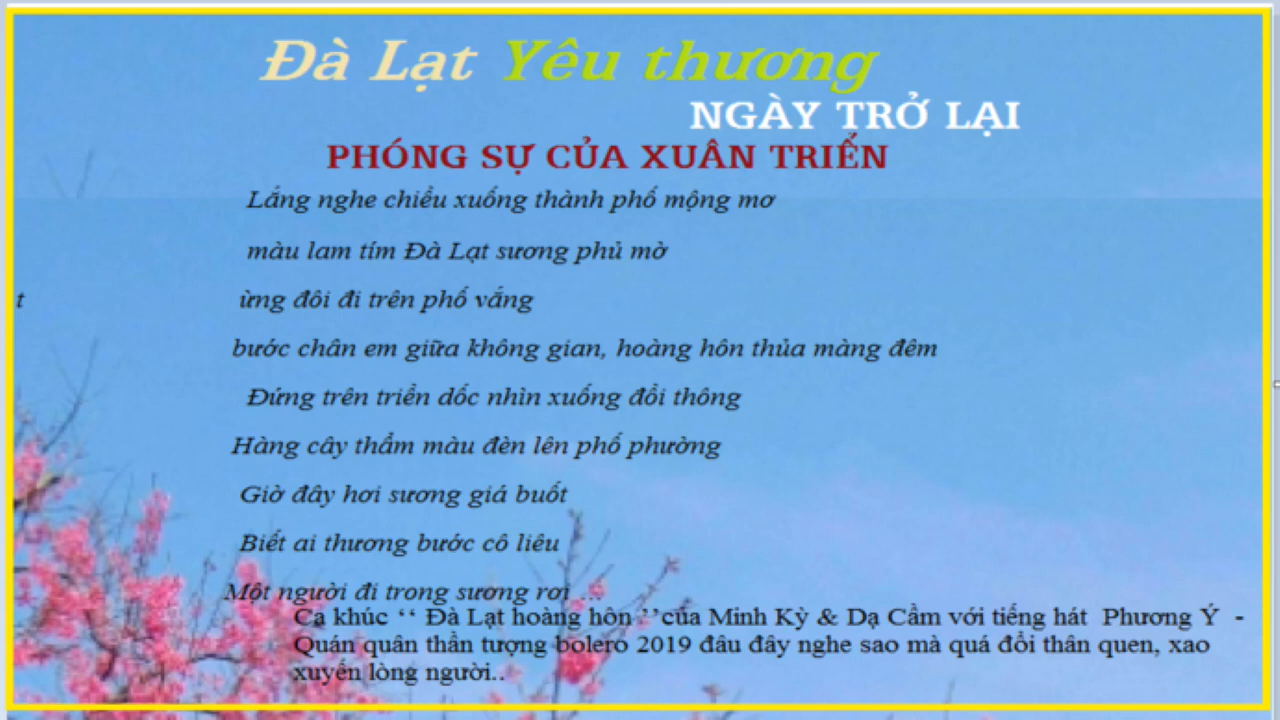 Đà Lạt Yêu thương
NGÀY TRỞ LẠI
PHÓNG SỰ CỦA XUÂN TRIỂN
Lắng nghe chiều xuống thành phố mộng mơ
màu lam tím Đà Lạt sương phủ mờ
t
ừng đôi đi trên phố vắng
bước chân em giữa không gian, hoàng hôn thủa màng đêm
Đứng trên triền dốc nhìn xuống đồi thông
Hàng cây thẩm màu đèn lên phố phường
Giờ đây hơi sương giá buốt
Biết ai thương bước cô liêu
Một người đi trong sương rơi ...
Ca khúc ‘‘ Đà Lạt hoàng hôn ’’của Minh Kỳ & Dạ Cầm với tiếng hát Phương Ý -
Quán quân thần tượng bolero 2019 đâu đây nghe sao mà quá đổi thân quen, xao
xuyến lòng người..